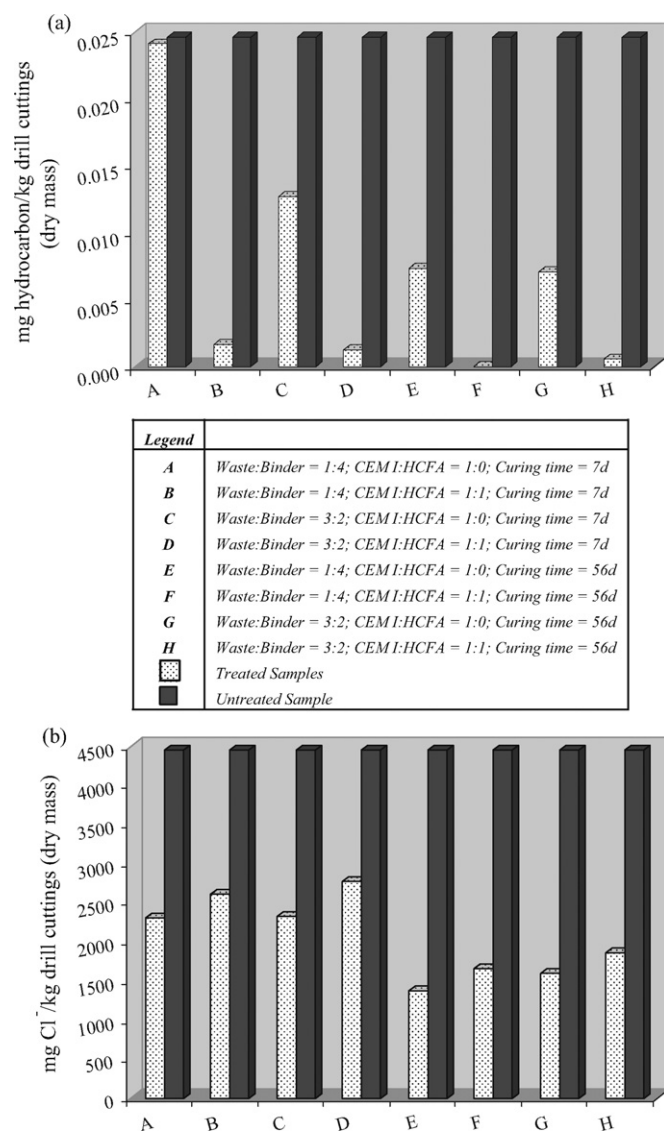 (a)
mg hydrocarbon/kg drill cuttings
(dry mass)
0.025
0.020
0.015
0.010
0.005
0.000
A B C D E F G H
Legend
A Waste:Binder = 1:4; CEM I:HCFA = 1:0; Curing time = 7d
B Waste:Binder = 1:4; CEM I:HCFA = 1:1; Curing time = 7d
C Waste:Binder = 3:2; CEM I:HCFA = 1:0; Curing time = 7d
D Waste:Binder = 3:2; CEM I:HCFA = 1:1; Curing time = 7d
E Waste:Binder = 1:4; CEM I:HCFA = 1:0; Curing time = 56d
F Waste:Binder = 1:4; CEM I:HCFA = 1:1; Curing time = 56d
G Waste:Binder = 3:2; CEM I:HCFA = 1:0; Curing time = 56d
H Waste:Binder = 3:2; CEM I:HCFA = 1:1; Curing time = 56d
Treated Samples
Untreated Sample
(b)
mg Cl⁻/kg drill cuttings (dry mass)
4500
4000
3500
3000
2500
2000
1500
1000
500
0
A B C D E F G H